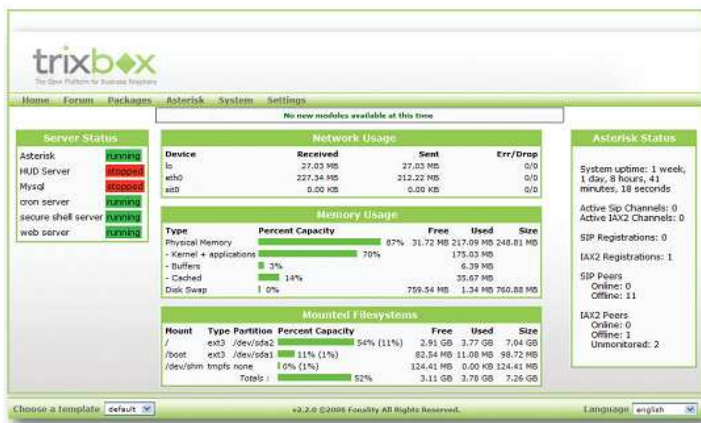 trixbox
The Open Platform for Business Telephony
Home Forum Packages Asterisk System Settings
No new modules available at this time
Server Status
Asterisk running
HUD Server stopped
Mysql stopped
cron server running
secure shell server running
web server running
Network Usage
Device Received Sent Err/Drop
lo 27.03 MB 27.03 MB 0/0
eth0 227.34 MB 212.22 MB 0/0
sit0 0.00 KB 0.00 KB 0/0
Memory Usage
Type Percent Capacity Free Used Size
Physical Memory 87% 31.72 MB 217.09 MB 248.81 MB
- Kernel + applications 70% 175.03 MB
- Buffers 3% 6.39 MB
- Cached 14% 35.67 MB
Disk Swap 0% 759.54 MB 1.34 MB 760.88 MB
Mounted Filesystems
Mount Type Partition Percent Capacity Free Used Size
/ ext3 /dev/sda2 54% (11%) 2.91 GB 3.77 GB 7.04 GB
/boot ext3 /dev/sda1 11% (1%) 82.54 MB 11.08 MB 98.72 MB
/dev/shm tmpfs none 0% (1%) 124.41 MB 0.00 KB 124.41 MB
Totals : 52% 3.11 GB 3.78 GB 7.26 GB
Asterisk Status
System uptime: 1 week,
1 day, 8 hours, 41
minutes, 18 seconds
Active Sip Channels: 0
Active IAX2 Channels: 0
SIP Registrations: 0
IAX2 Registrations: 1
SIP Peers
Online: 0
Offline: 11
IAX2 Peers
Online: 0
Offline: 1
Unmonitored: 2
Choose a template default
v2.2.0 ©2006 Fonality All Rights Reserved.
Language english